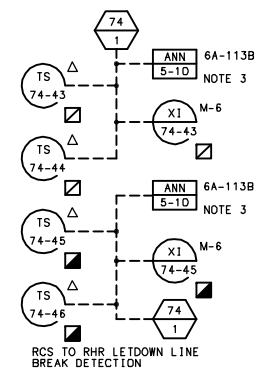 74
1
ANN 6A-113B
5-10
NOTE 3
TS
74-43
XI M-6
74-43
TS
74-44
ANN 6A-113B
5-10
NOTE 3
TS
74-45
XI M-6
74-45
TS
74-46
74
1
RCS TO RHR LETDOWN LINE
BREAK DETECTION